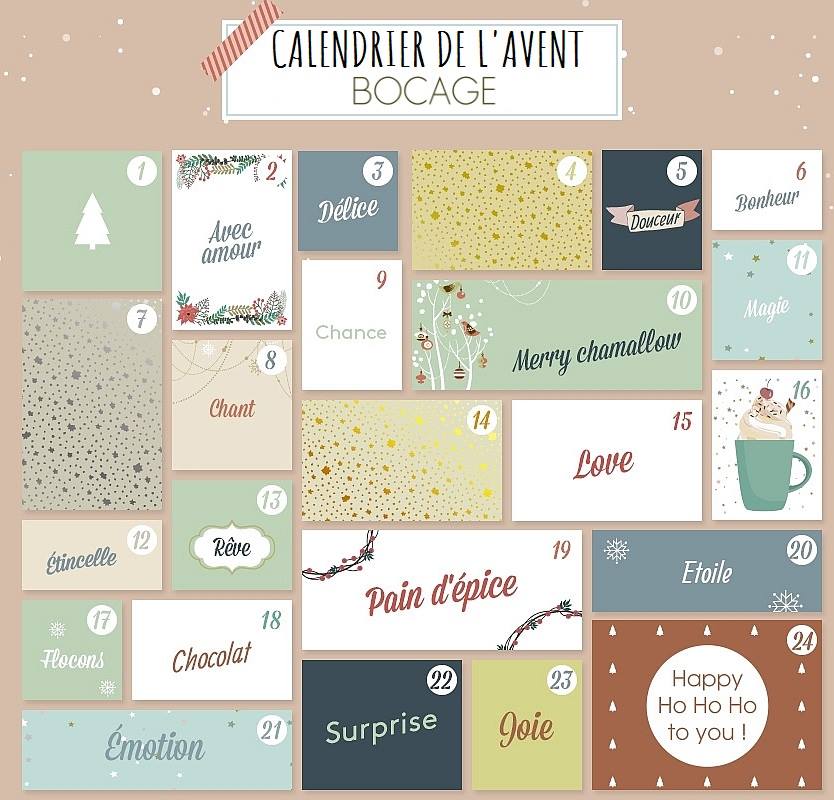 CALENDRIER DE L'AVENT
BOCAGE
1
2
Avec
amour
3
Délice
4
5
Douceur
6
Bonheur
7
8
Chant
9
Chance
10
Merry chamallow
11
Magie
12
Étincelle
13
Rêve
14
15
Love
16
17
Flocons
18
Chocolat
19
Pain d'épice
20
Etoile
21
Émotion
22
Surprise
23
Joie
24
Happy
Ho Ho Ho
to you !